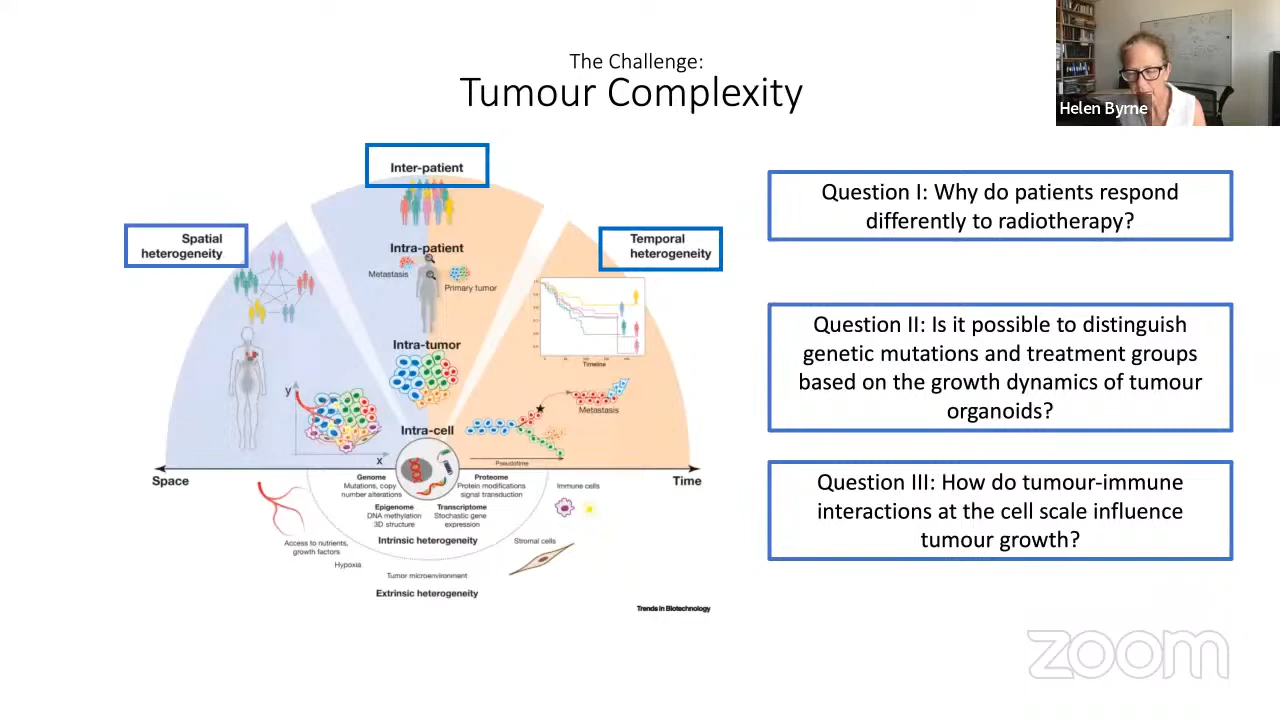 The Challenge:
Tumour Complexity
Helen Byrne
Inter-patient
Spatial
heterogeneity
Temporal
heterogeneity
Intra-patient
Metastasis
Primary tumor
Intra-tumor
Timeline
Metastasis
y
x
Intra-cell
Pseudotime
Space
Time
Genome
Mutations, copy
number alterations
Proteome
Protein modifications
signal transduction
Epigenome
DNA methylation
3D structure
Transcriptome
Stochastic gene
expression
Intrinsic heterogeneity
Immune cells
Stromal cells
Access to nutrients,
growth factors
Hypoxia
Tumor microenvironment
Extrinsic heterogeneity
Trends in Biotechnology
Question I: Why do patients respond
differently to radiotherapy?
Question II: Is it possible to distinguish
genetic mutations and treatment groups
based on the growth dynamics of tumour
organoids?
Question III: How do tumour-immune
interactions at the cell scale influence
tumour growth?
zoom